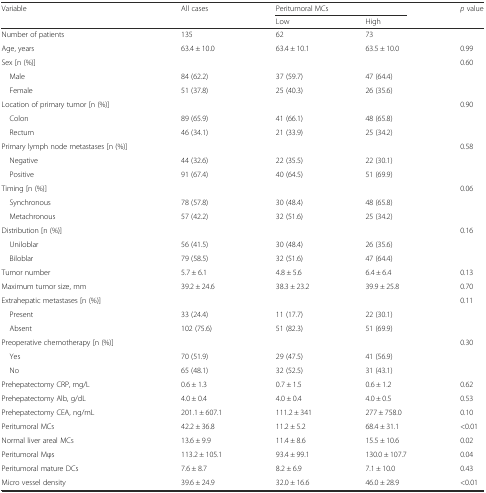 Variable All cases Peritumoral MCs p value
Low High
Number of patients 135 62 73
Age, years 63.4 ± 10.0 63.4 ± 10.1 63.5 ± 10.0 0.99
Sex [n (%)] 0.60
Male 84 (62.2) 37 (59.7) 47 (64.4)
Female 51 (37.8) 25 (40.3) 26 (35.6)
Location of primary tumor [n (%)] 0.90
Colon 89 (65.9) 41 (66.1) 48 (65.8)
Rectum 46 (34.1) 21 (33.9) 25 (34.2)
Primary lymph node metastases [n (%)] 0.58
Negative 44 (32.6) 22 (35.5) 22 (30.1)
Positive 91 (67.4) 40 (64.5) 51 (69.9)
Timing [n (%)] 0.06
Synchronous 78 (57.8) 30 (48.4) 48 (65.8)
Metachronous 57 (42.2) 32 (51.6) 25 (34.2)
Distribution [n (%)] 0.16
Uniloblar 56 (41.5) 30 (48.4) 26 (35.6)
Biloblar 79 (58.5) 32 (51.6) 47 (64.4)
Tumor number 5.7 ± 6.1 4.8 ± 5.6 6.4 ± 6.4 0.13
Maximum tumor size, mm 39.2 ± 24.6 38.3 ± 23.2 39.9 ± 25.8 0.70
Extrahepatic metastases [n (%)] 0.11
Present 33 (24.4) 11 (17.7) 22 (30.1)
Absent 102 (75.6) 51 (82.3) 51 (69.9)
Preoperative chemotherapy [n (%)] 0.30
Yes 70 (51.9) 29 (47.5) 41 (56.9)
No 65 (48.1) 32 (52.5) 31 (43.1)
Prehepatectomy CRP, mg/L 0.6 ± 1.3 0.7 ± 1.5 0.6 ± 1.2 0.62
Prehepatectomy Alb, g/dL 4.0 ± 0.4 4.0 ± 0.4 4.0 ± 0.5 0.53
Prehepatectomy CEA, ng/mL 201.1 ± 607.1 111.2 ± 341 277 ± 758.0 0.10
Peritumoral MCs 42.2 ± 36.8 11.2 ± 5.2 68.4 ± 31.1 <0.01
Normal liver areal MCs 13.6 ± 9.9 11.4 ± 8.6 15.5 ± 10.6 0.02
Peritumoral Mφs 113.2 ± 105.1 93.4 ± 99.1 130.0 ± 107.7 0.04
Peritumoral mature DCs 7.6 ± 8.7 8.2 ± 6.9 7.1 ± 10.0 0.43
Micro vessel density 39.6 ± 24.9 32.0 ± 16.6 46.0 ± 28.9 <0.01